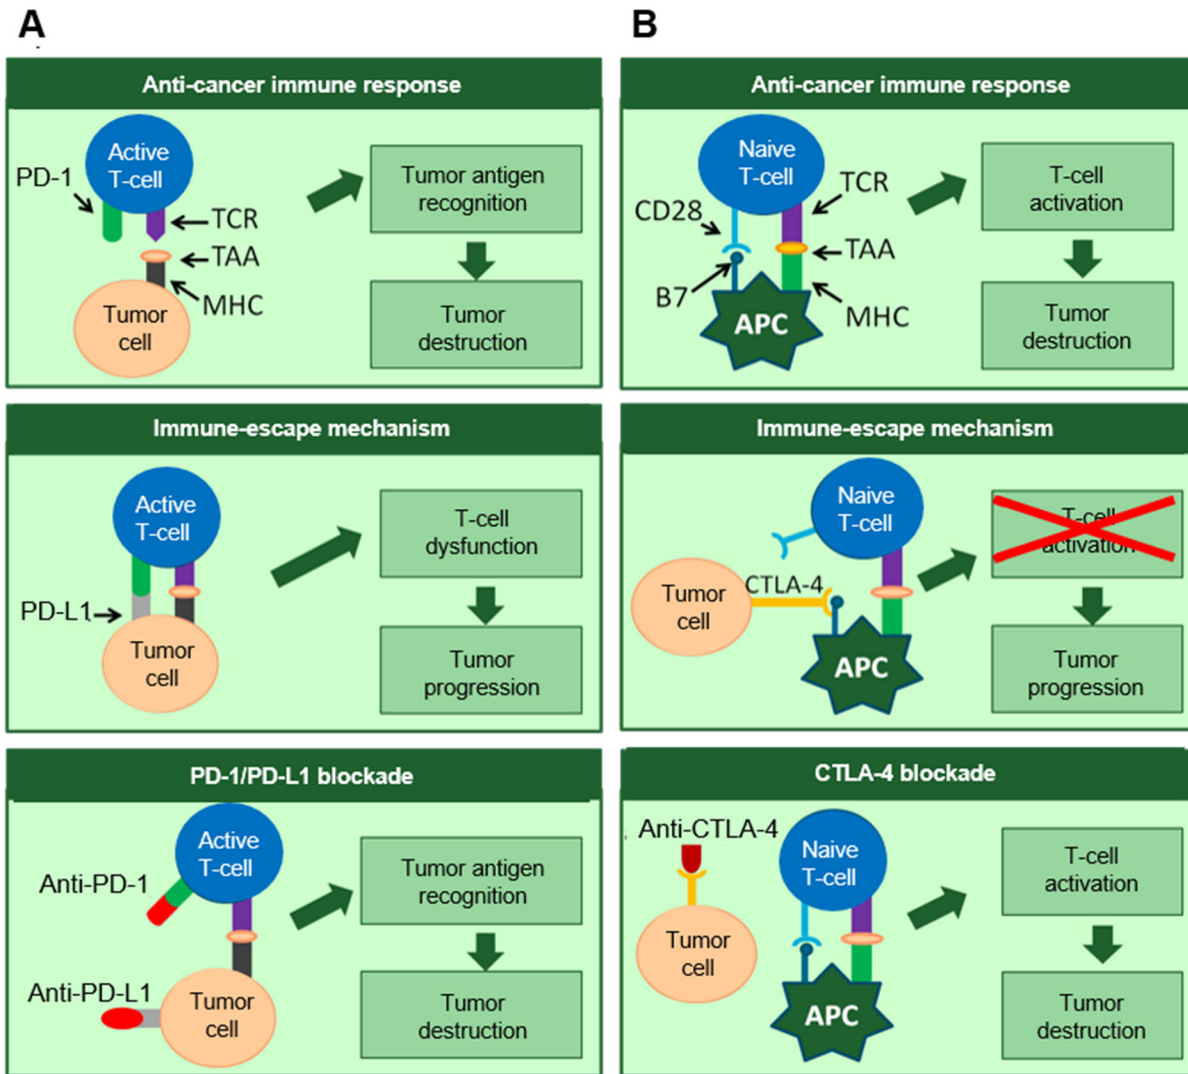 A
Anti-cancer immune response
Active
T-cell
PD-1
TCR
TAA
MHC
Tumor
cell
Tumor antigen
recognition
Tumor
destruction
Immune-escape mechanism
Active
T-cell
PD-L1
Tumor
cell
T-cell
dysfunction
Tumor
progression
PD-1/PD-L1 blockade
Active
T-cell
Anti-PD-1
Anti-PD-L1
Tumor
cell
Tumor antigen
recognition
Tumor
destruction
B
Anti-cancer immune response
Naive
T-cell
CD28
TCR
TAA
B7
MHC
APC
T-cell
activation
Tumor
destruction
Immune-escape mechanism
Naive
T-cell
CTLA-4
Tumor
cell
APC
T-cell
activation
Tumor
progression
CTLA-4 blockade
Anti-CTLA-4
Naive
T-cell
Tumor
cell
APC
T-cell
activation
Tumor
destruction